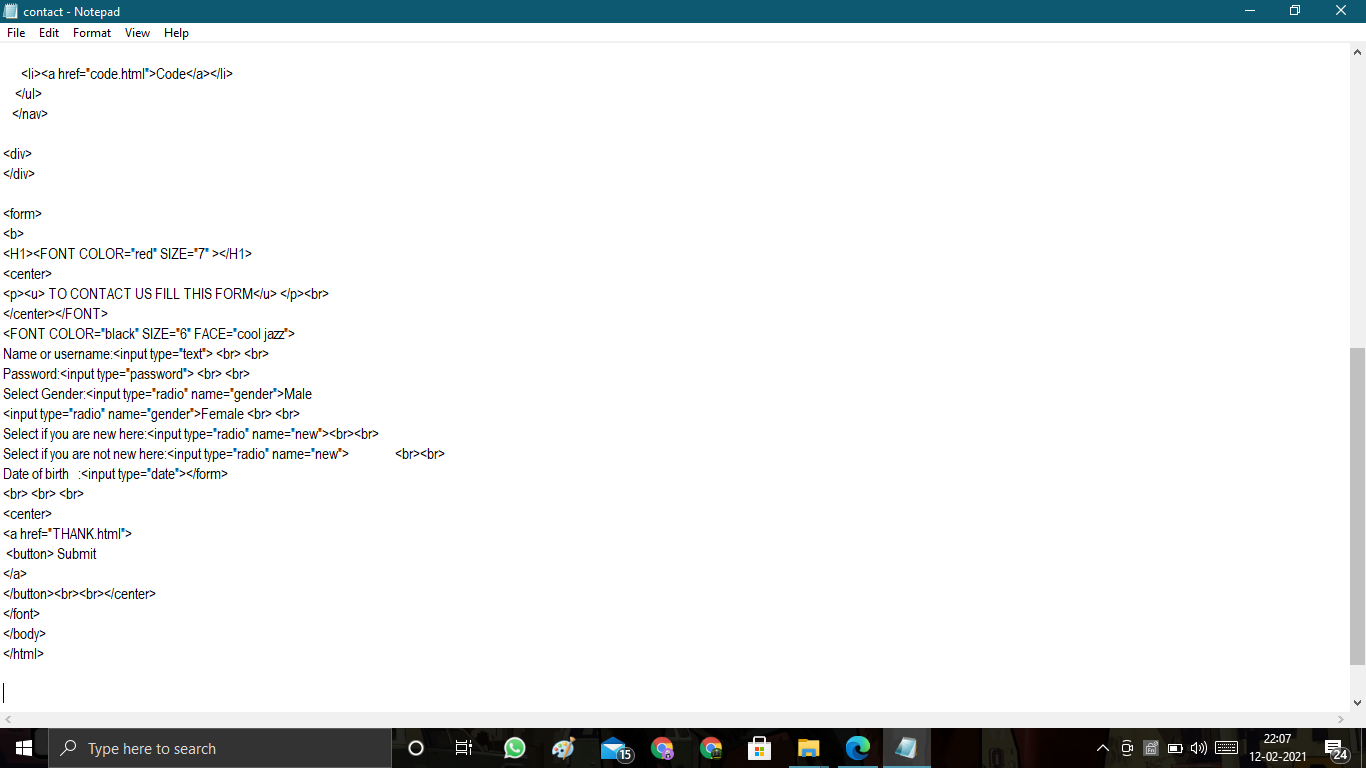 contact - Notepad
File Edit Format View Help
<li><a href="code.html">Code</a></li>
</ul>
</nav>
<div>
</div>
<form>
<b>
<H1><FONT COLOR="red" SIZE="7" ></H1>
<center>
<p><u> TO CONTACT US FILL THIS FORM</u> </p><br>
</center></FONT>
<FONT COLOR="black" SIZE="6" FACE="cool jazz">
Name or username:<input type="text"> <br> <br>
Password:<input type="password"> <br> <br>
Select Gender:<input type="radio" name="gender">Male
<input type="radio" name="gender">Female <br> <br>
Select if you are new here:<input type="radio" name="new"><br><br>
Select if you are not new here:<input type="radio" name="new"> <br><br>
Date of birth :<input type="date"></form>
<br> <br> <br>
<center>
<a href="THANK.html">
<button> Submit
</a>
</button><br><br></center>
</font>
</body>
</html>
Type here to search
15
22:07
12-02-2021
24